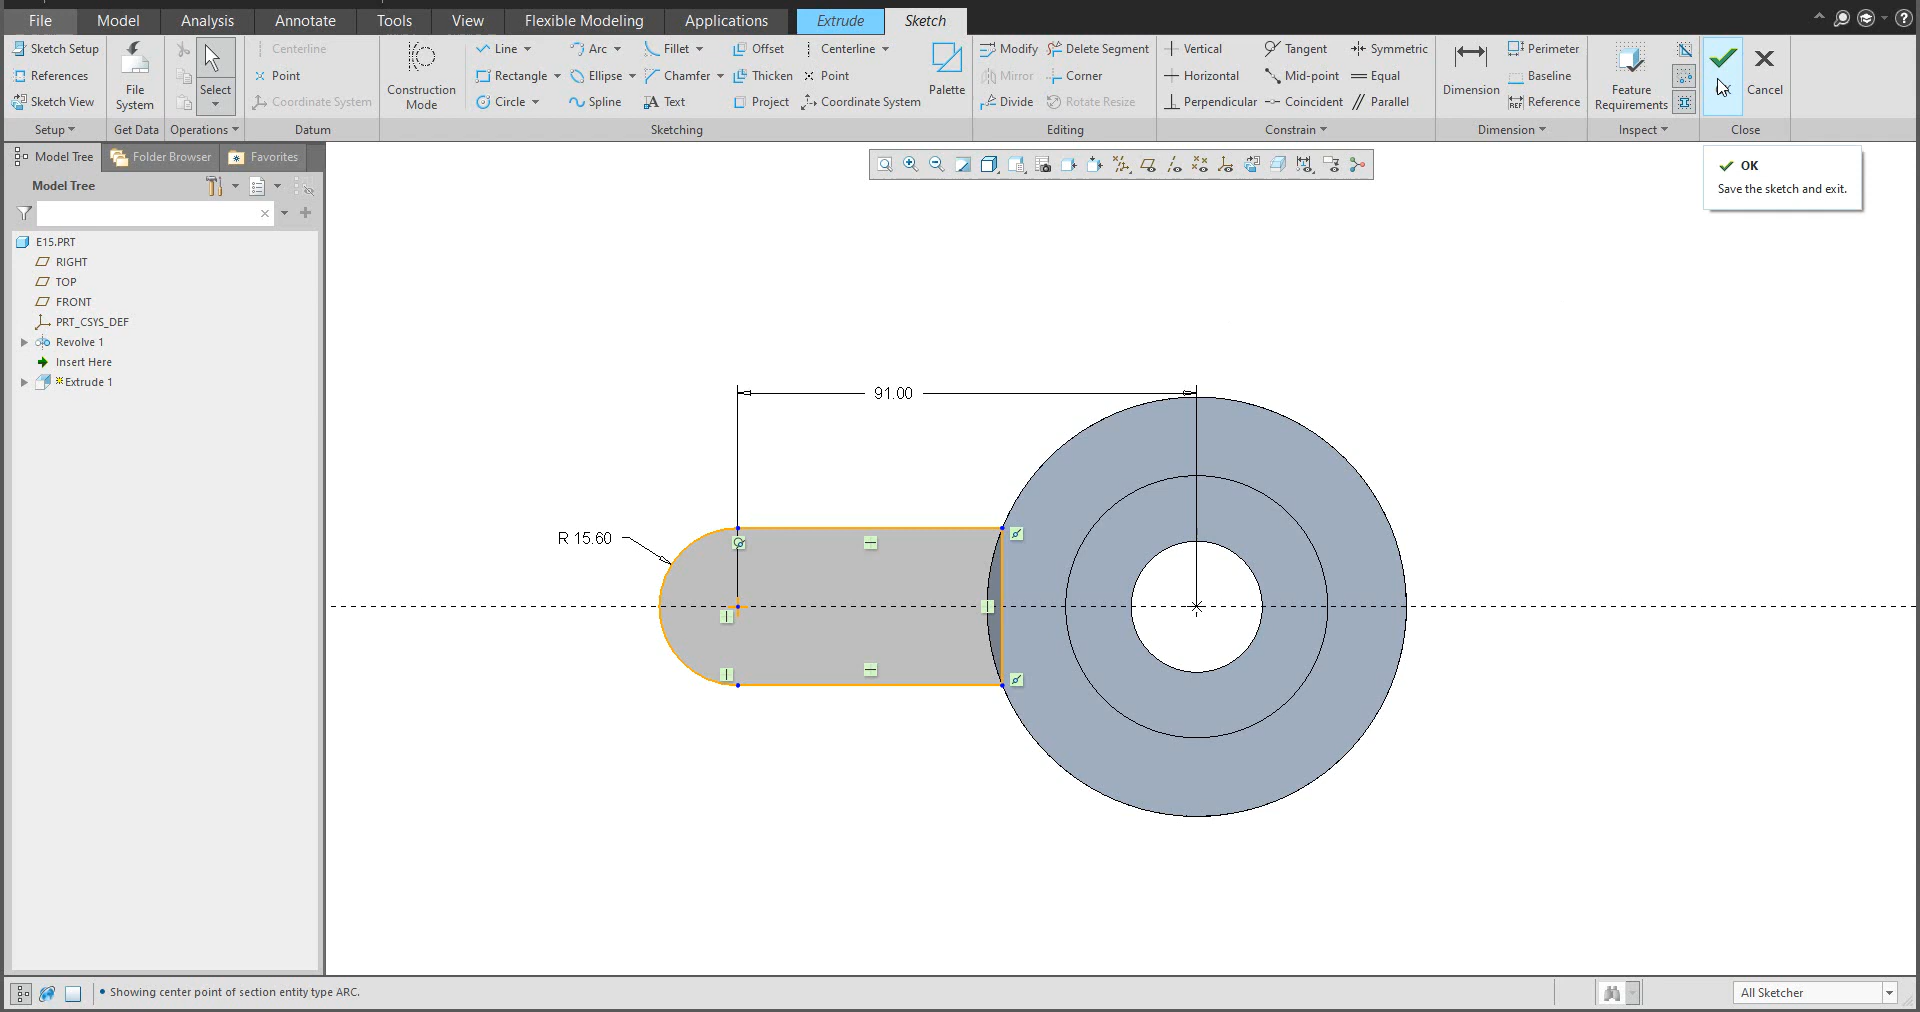 File Model Analysis Annotate Tools View Flexible Modeling Applications Extrude Sketch
Sketch Setup Centerline Line Arc Fillet Offset Centerline Modify Delete Segment Vertical Tangent Symmetric Perimeter
References Point Rectangle Ellipse Chamfer Thicken Point Mirror Corner Horizontal Mid-point Equal Baseline
File System Select Construction Mode Palette Dimension Feature Requirements OK Cancel
Sketch View Coordinate System Circle Spline Text Project Coordinate System Divide Rotate Resize Perpendicular Coincident Parallel Reference
Setup Get Data Operations Datum Sketching Editing Constrain Dimension Inspect Close
Model Tree Folder Browser Favorites
OK
Save the sketch and exit.
Model Tree
E15.PRT
RIGHT
TOP
FRONT
PRT_CSYS_DEF
Revolve 1
Insert Here
Extrude 1
91.00
R 15.60
Showing center point of section entity type ARC.
All Sketcher